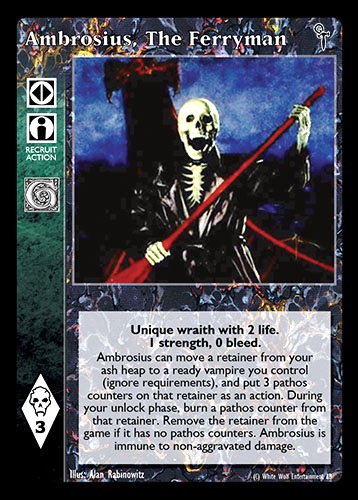 Ambrosius, The Ferryman
RECRUIT
ACTION
Unique wraith with 2 life.
1 strength, 0 bleed.
Ambrosius can move a retainer from your
ash heap to a ready vampire you control
(ignore requirements), and put 3 pathos
counters on that retainer as an action. During
your unlock phase, burn a pathos counter from
that retainer. Remove the retainer from the
game if it has no pathos counters. Ambrosius is
immune to non-aggravated damage.
3
Illus: Alan Rabinowitz
(C) White Wolf Entertainment AB